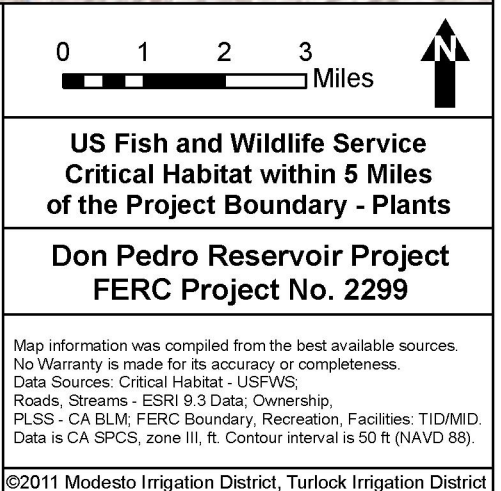 0 1 2 3
Miles
N
US Fish and Wildlife Service
Critical Habitat within 5 Miles
of the Project Boundary - Plants
Don Pedro Reservoir Project
FERC Project No. 2299
Map information was compiled from the best available sources.
No Warranty is made for its accuracy or completeness.
Data Sources: Critical Habitat - USFWS;
Roads, Streams - ESRI 9.3 Data; Ownership,
PLSS - CA BLM; FERC Boundary, Recreation, Facilities: TID/MID.
Data is CA SPCS, zone III, ft. Contour interval is 50 ft (NAVD 88).
©2011 Modesto Irrigation District, Turlock Irrigation District